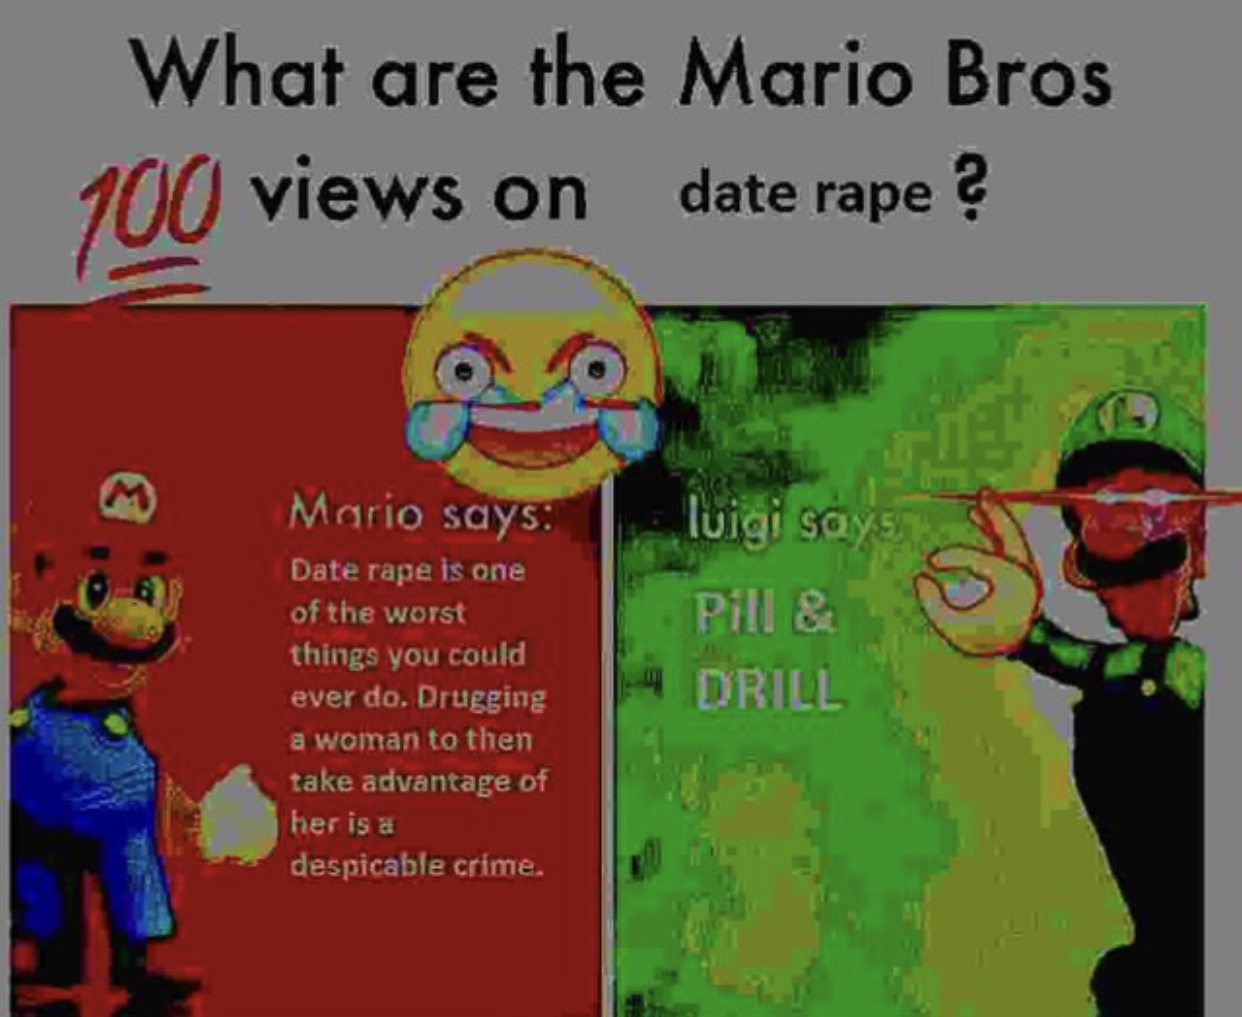 What are the Mario Bros
100 views on date rape ?
M
L
Mario says:
Date rape is one
of the worst
things you could
ever do. Drugging
a woman to then
take advantage of
her is a
despicable crime.
luigi says
Pill &
DRILL